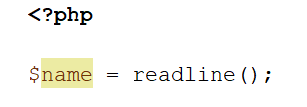 <?php
$name = readline();